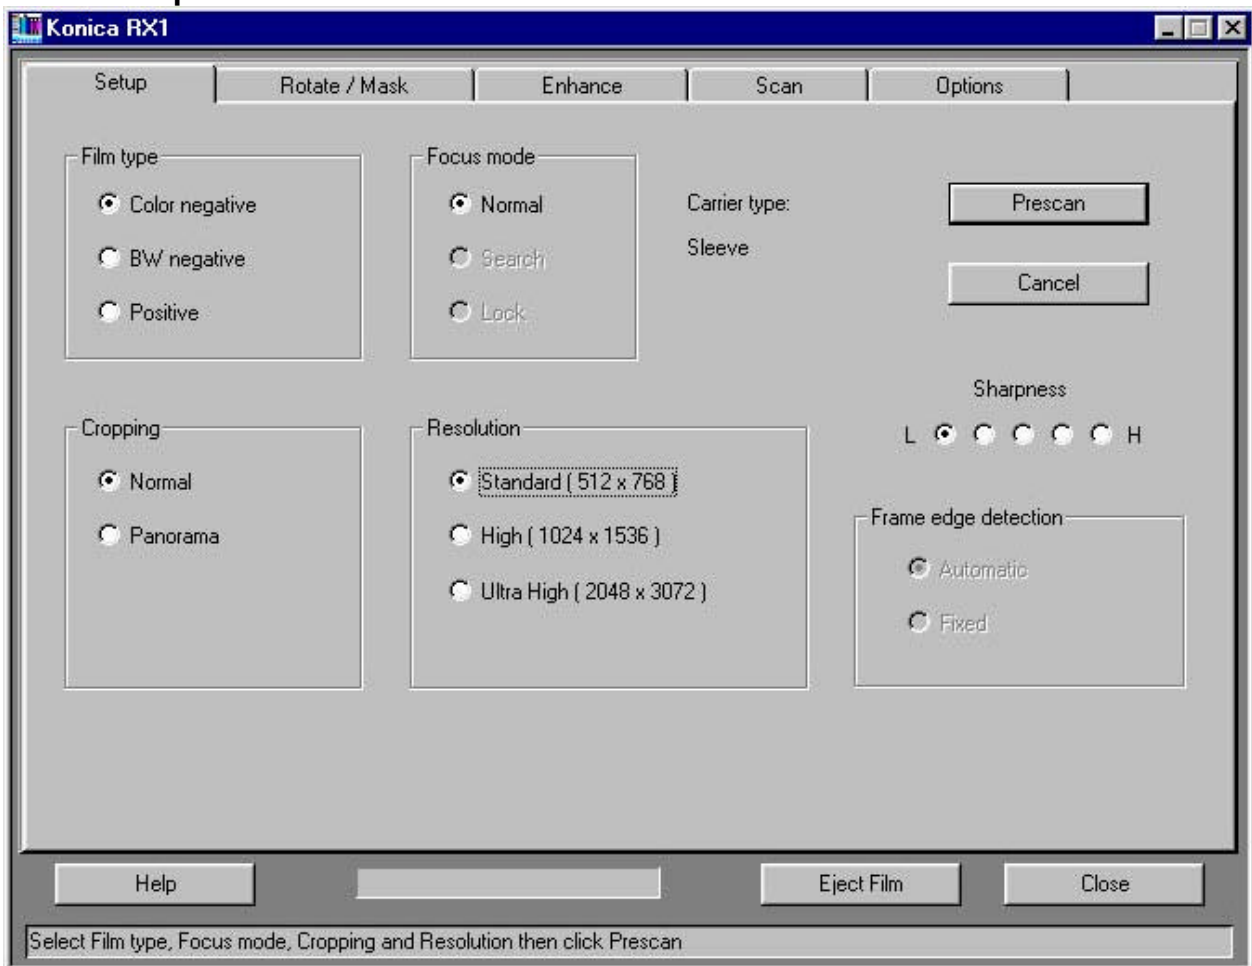 Konica RX1
Setup
Rotate / Mask
Enhance
Scan
Options
Film type
Color negative
BW negative
Positive
Focus mode
Normal
Search
Lock
Carrier type:
Sleeve
Prescan
Cancel
Sharpness
L H
Cropping
Normal
Panorama
Resolution
Standard ( 512 x 768 )
High ( 1024 x 1536 )
Ultra High ( 2048 x 3072 )
Frame edge detection
Automatic
Fixed
Help
Eject Film
Close
Select Film type, Focus mode, Cropping and Resolution then click Prescan